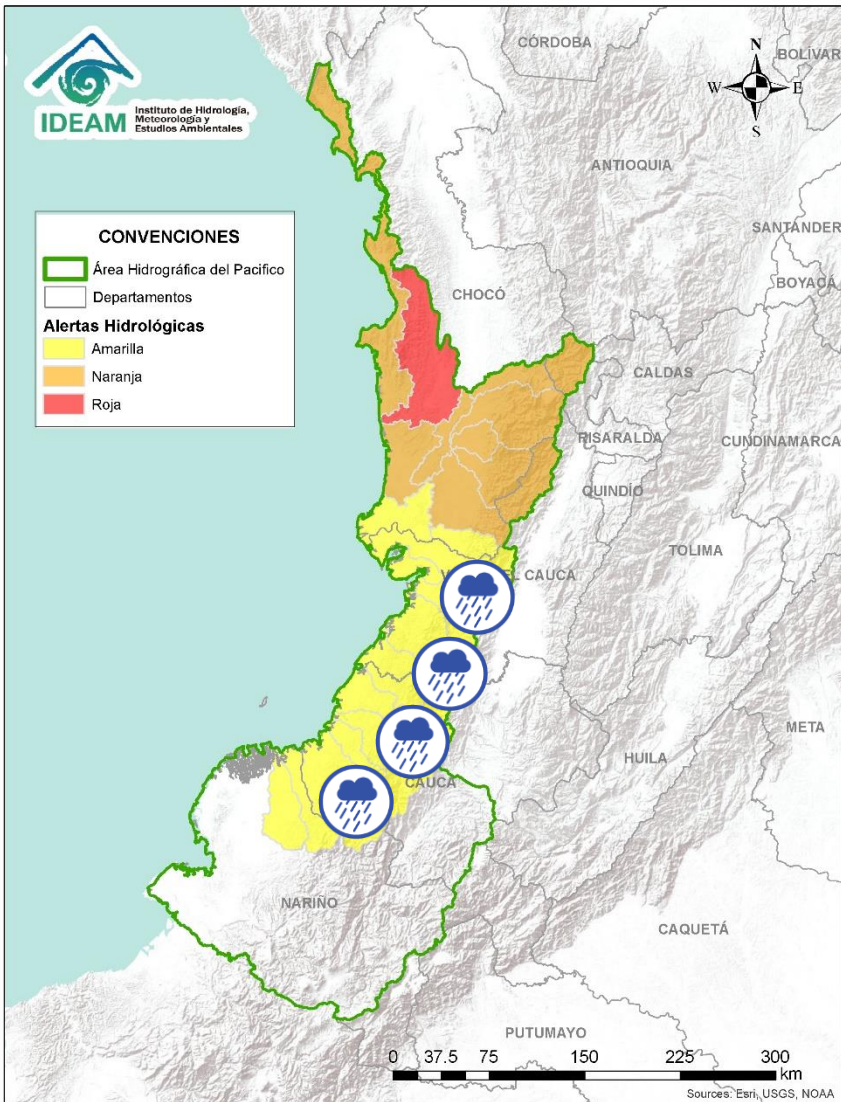 IDEAM
Instituto de Hidrología,
Meteorología y
Estudios Ambientales
N
W
E
S
CÓRDOBA
BOLÍVAR
ANTIOQUIA
SANTANDER
BOYACÁ
CHOCÓ
CALDAS
RISARALDA
CUNDINAMARCA
QUINDÍO
TOLIMA
EL CAUCA
META
HUILA
CAUCA
NARIÑO
CAQUETÁ
PUTUMAYO
CONVENCIONES
Área Hidrográfica del Pacifico
Departamentos
Alertas Hidrológicas
Amarilla
Naranja
Roja
0 37.5 75 150 225 300
km
Sources: Esri, USGS, NOAA